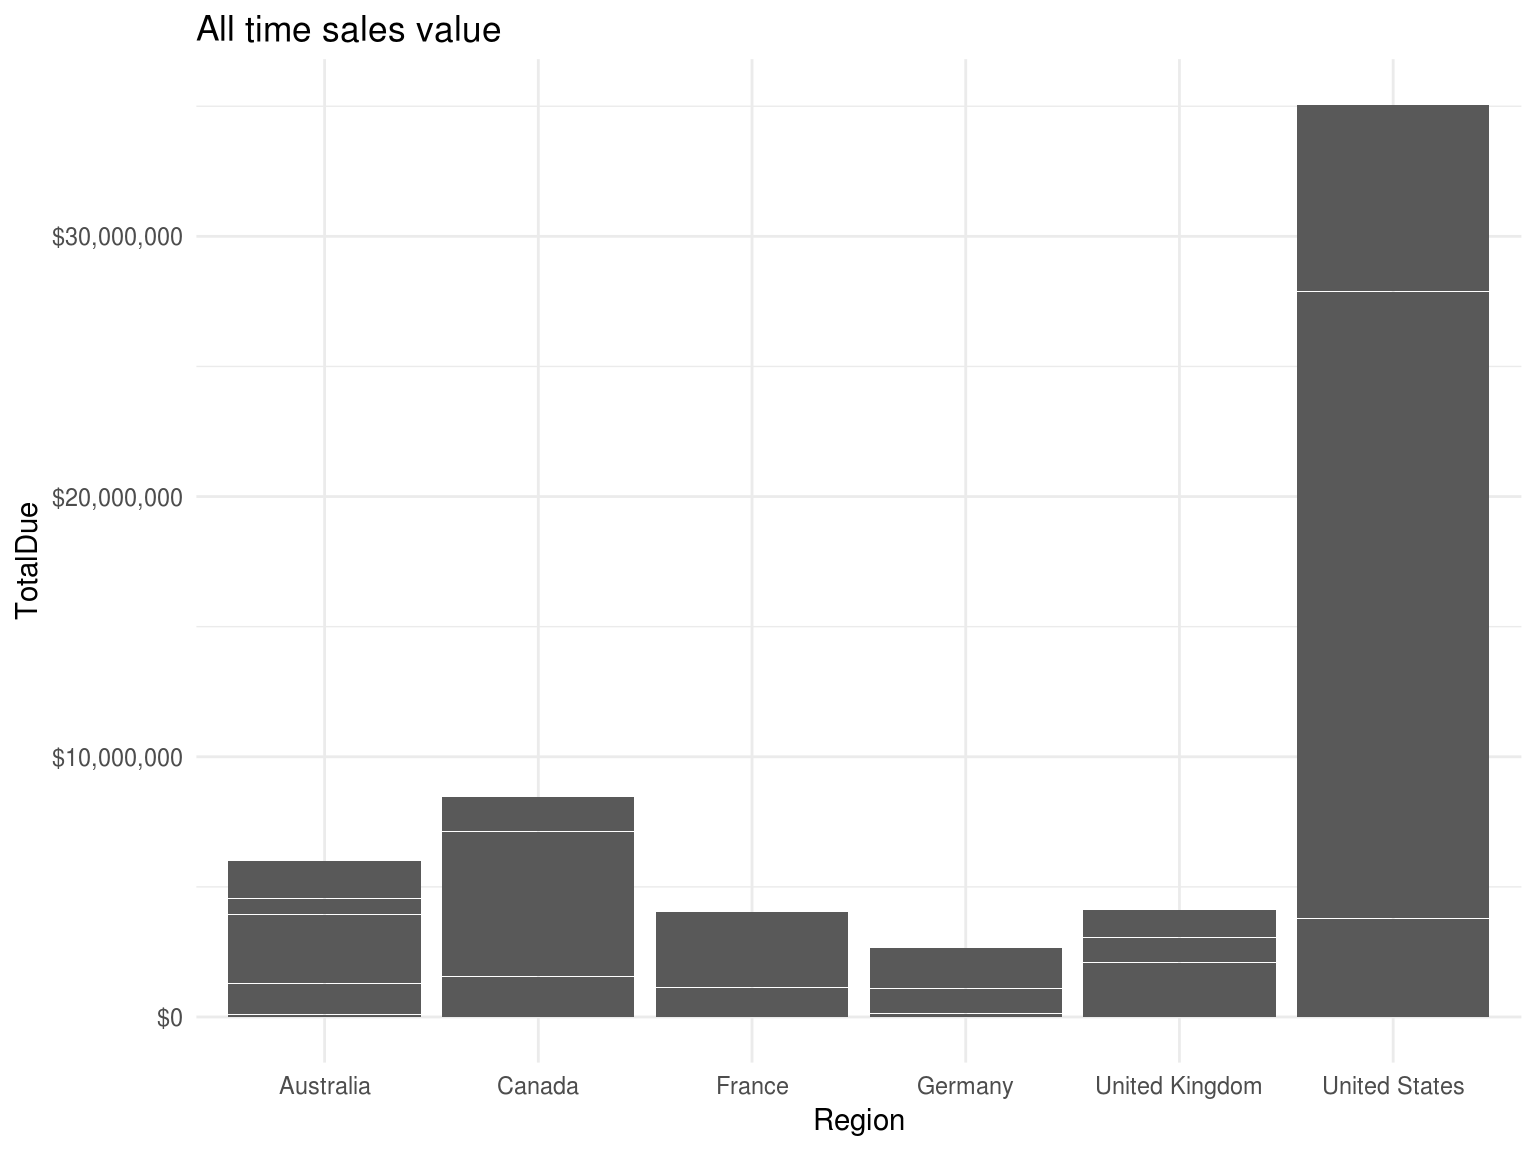 All time sales value
TotalDue
$30,000,000
$20,000,000
$10,000,000
$0
Australia
Canada
France
Germany
United Kingdom
United States
Region